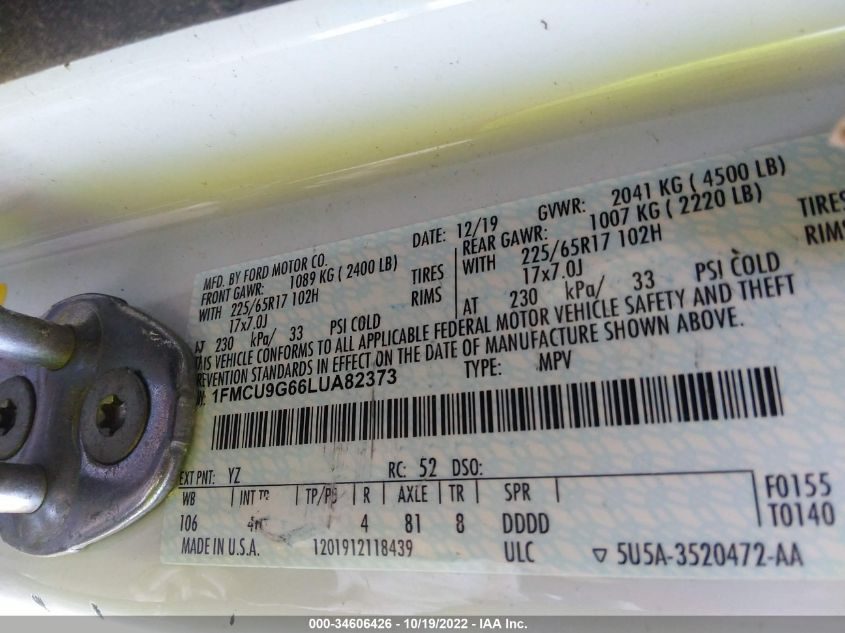 MFD. BY FORD MOTOR CO. DATE: 12/19 GVWR: 2041 KG ( 4500 LB)
FRONT GAWR: 1089 KG ( 2400 LB) REAR GAWR: 1007 KG ( 2220 LB)
WITH 225/65R17 102H TIRES WITH 225/65R17 102H TIRES
17x7.0J RIMS 17x7.0J RIMS
AT 230 kPa/ 33 PSI COLD AT 230 kPa/ 33 PSI COLD
THIS VEHICLE CONFORMS TO ALL APPLICABLE FEDERAL MOTOR VEHICLE SAFETY AND THEFT
PREVENTION STANDARDS IN EFFECT ON THE DATE OF MANUFACTURE SHOWN ABOVE.
1FMCU9G66LUA82373 TYPE: MPV
EXT PNT: YZ RC: 52 DSO:
WB INT TR TP/PS R AXLE TR SPR F0155
106 4 81 8 DDDD T0140
MADE IN U.S.A. 1201912118439 ULC ▽ 5U5A-3520472-AA
000-34606426 - 10/19/2022 - IAA Inc.